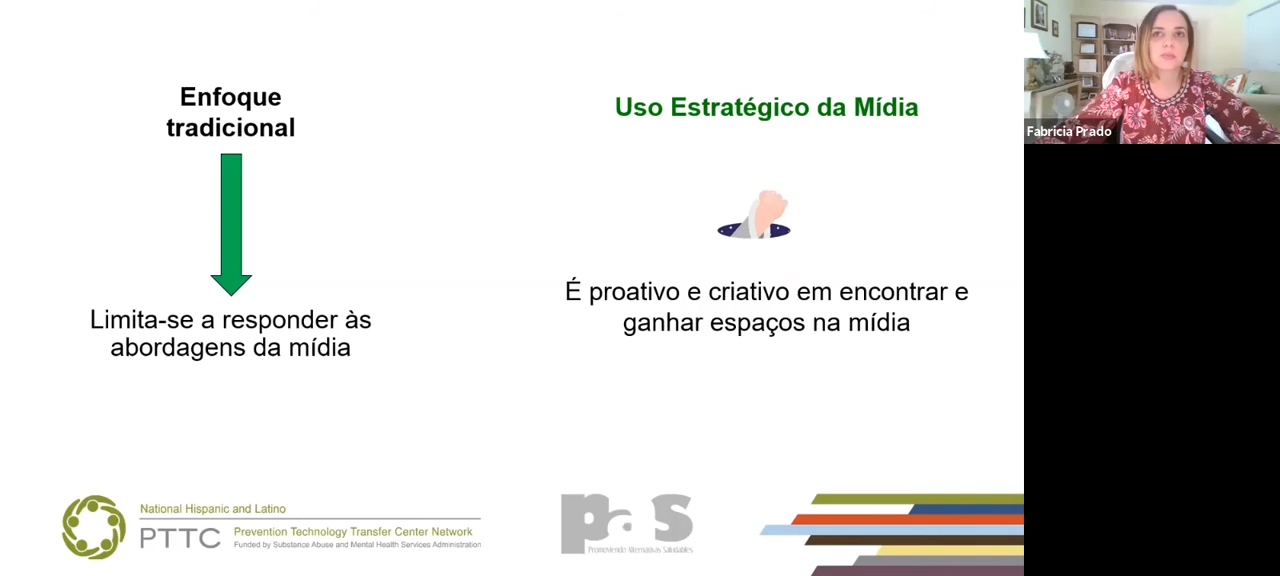 Enfoque
tradicional
Limita-se a responder às
abordagens da mídia
Uso Estratégico da Mídia
É proativo e criativo em encontrar e
ganhar espaços na mídia
Fabricia Prado
National Hispanic and Latino
PTTC
Prevention Technology Transfer Center Network
Funded by Substance Abuse and Mental Health Services Administration
pas
Promoviendo Alternativas Saludables